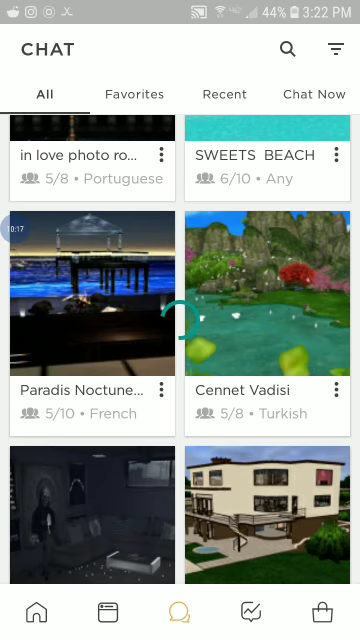 44% 3:22 PM
CHAT
All Favorites Recent Chat Now
in love photo ro... SWEETS BEACH
5/8 • Portuguese 6/10 • Any
10:17
Paradis Noctune... Cennet Vadisi
5/10 • French 5/8 • Turkish